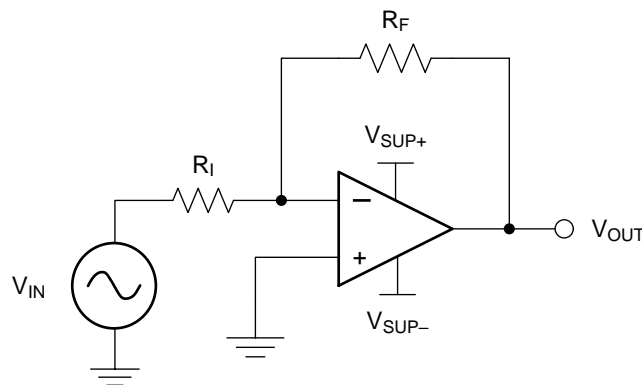 R_F
V_SUP+
R_I
V_OUT
V_IN
V_SUP–